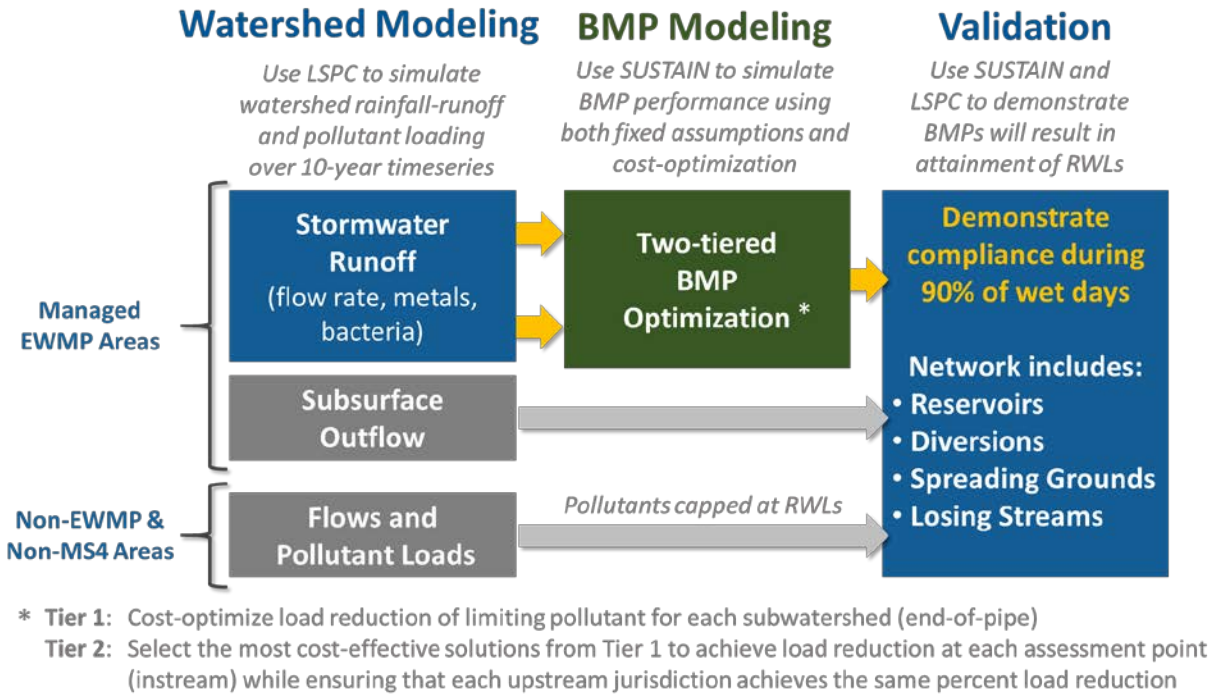 Watershed Modeling
Use LSPC to simulate
watershed rainfall-runoff
and pollutant loading
over 10-year timeseries
BMP Modeling
Use SUSTAIN to simulate
BMP performance using
both fixed assumptions and
cost-optimization
Validation
Use SUSTAIN and
LSPC to demonstrate
BMPs will result in
attainment of RWLs
Managed
EWMP Areas
Stormwater
Runoff
(flow rate, metals,
bacteria)
Two-tiered
BMP
Optimization *
Demonstrate
compliance during
90% of wet days
Network includes:
• Reservoirs
• Diversions
• Spreading Grounds
• Losing Streams
Subsurface
Outflow
Non-EWMP &
Non-MS4 Areas
Flows and
Pollutant Loads
Pollutants capped at RWLs
* Tier 1: Cost-optimize load reduction of limiting pollutant for each subwatershed (end-of-pipe)
Tier 2: Select the most cost-effective solutions from Tier 1 to achieve load reduction at each assessment point
(instream) while ensuring that each upstream jurisdiction achieves the same percent load reduction